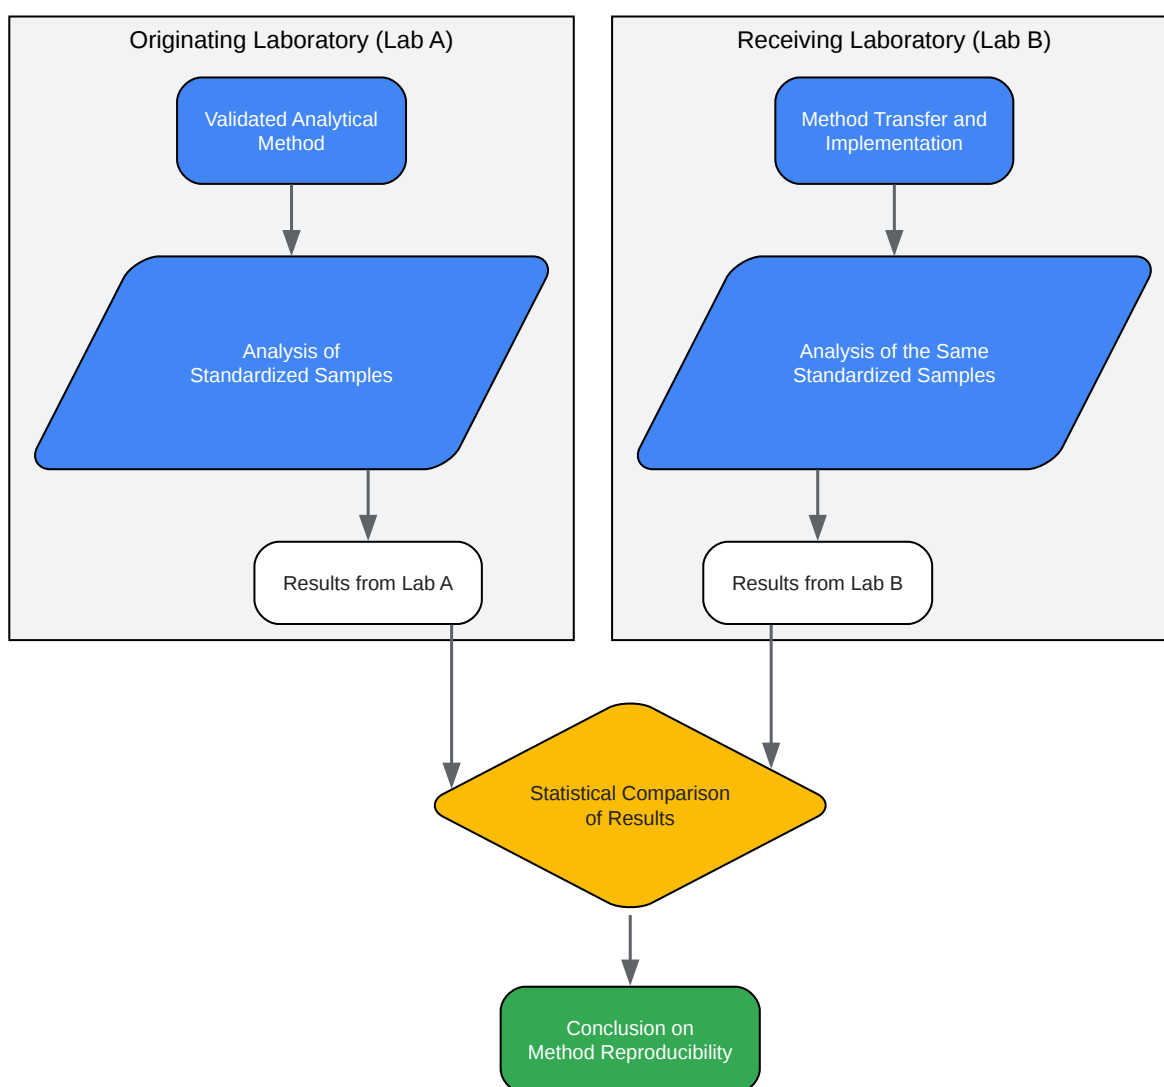 Originating Laboratory (Lab A)
Validated Analytical
Method
Analysis of
Standardized Samples
Results from Lab A
Receiving Laboratory (Lab B)
Method Transfer and
Implementation
Analysis of the Same
Standardized Samples
Results from Lab B
Statistical Comparison
of Results
Conclusion on
Method Reproducibility